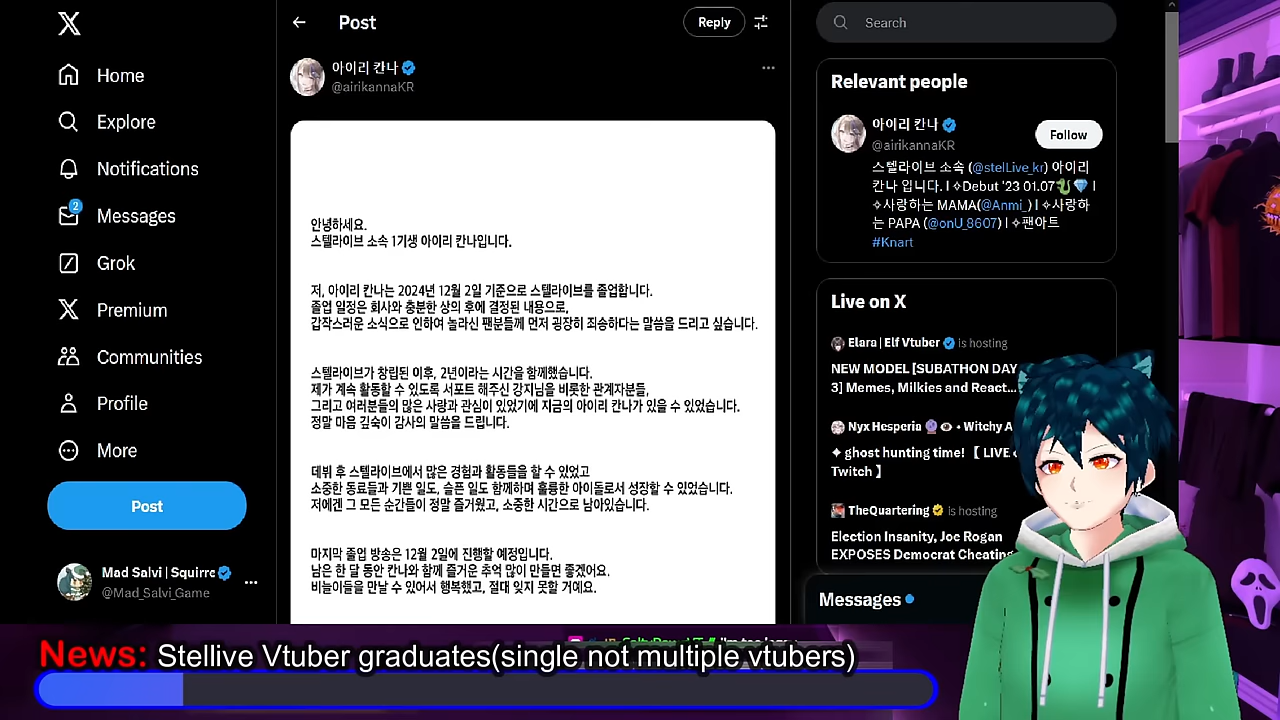 Home
Explore
Notifications
2
Messages
Grok
Premium
Communities
Profile
More
Post
Mad Salvi | Squirre
@Mad_Salvi_Game
Post
Reply
아이리 칸나
@airikannaKR
안녕하세요.
스텔라이브 소속 1기생 아이리 칸나입니다.
저, 아이리 칸나는 2024년 12월 2일 기준으로 스텔라이브를 졸업합니다.
졸업 일정은 회사와 충분한 상의 후에 결정된 내용으로,
갑작스러운 소식으로 인하여 놀라신 팬분들께 먼저 굉장히 죄송하다는 말씀을 드리고 싶습니다.
스텔라이브가 창립된 이후, 2년이라는 시간을 함께했습니다.
제가 계속 활동할 수 있도록 서포트 해주신 강지님을 비롯한 관계자분들,
그리고 여러분들의 많은 사랑과 관심이 있었기에 지금의 아이리 칸나가 있을 수 있었습니다.
정말 마음 깊숙이 감사의 말씀을 드립니다.
데뷔 후 스텔라이브에서 많은 경험과 활동들을 할 수 있었고
소중한 동료들과 기쁜 일도, 슬픈 일도 함께하며 훌륭한 아이돌로서 성장할 수 있었습니다.
저에겐 그 모든 순간들이 정말 즐거웠고, 소중한 시간으로 남아있습니다.
마지막 졸업 방송은 12월 2일에 진행할 예정입니다.
남은 한 달 동안 칸나와 함께 즐거운 추억 많이 만들면 좋겠어요.
비늘이들을 만날 수 있어서 행복했고, 절대 잊지 못할 거에요.
Search
Relevant people
아이리 칸나
@airikannaKR
Follow
스텔라이브 소속 (@stelLive_kr) 아이리
칸나 입니다. | ✧Debut '23 01.07🐍💎 |
✧사랑하는 MAMA(@Anmi_) | ✧사랑하
는 PAPA (@onU_8607) | ✧팬아트
#Knart
Live on X
Elara | Elf Vtuber is hosting
NEW MODEL [SUBATHON DAY
3] Memes, Milkies and React...
Nyx Hesperia 🔮👁 • Witchy A
✦ ghost hunting time! 【 LIVE
Twitch 】
TheQuartering is hosting
Election Insanity, Joe Rogan
EXPOSES Democrat Cheating
Messages
News: Stellive Vtuber graduates(single not multiple vtubers)